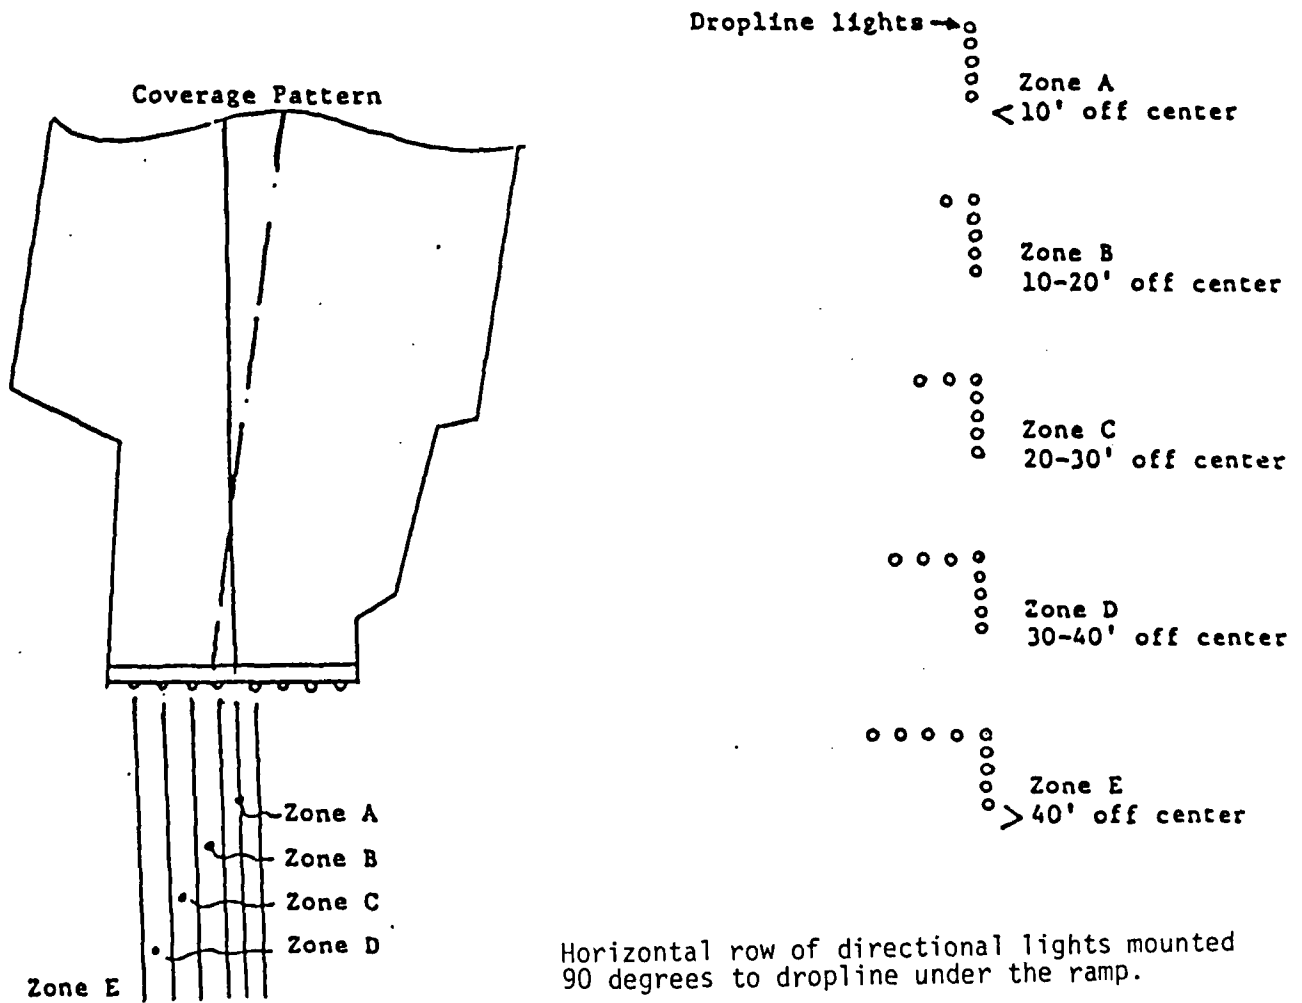 Coverage Pattern
Zone A
Zone B
Zone C
Zone D
Zone E
Dropline lights
Zone A
<10' off center
Zone B
10-20' off center
Zone C
20-30' off center
Zone D
30-40' off center
Zone E
>40' off center
Horizontal row of directional lights mounted
90 degrees to dropline under the ramp.